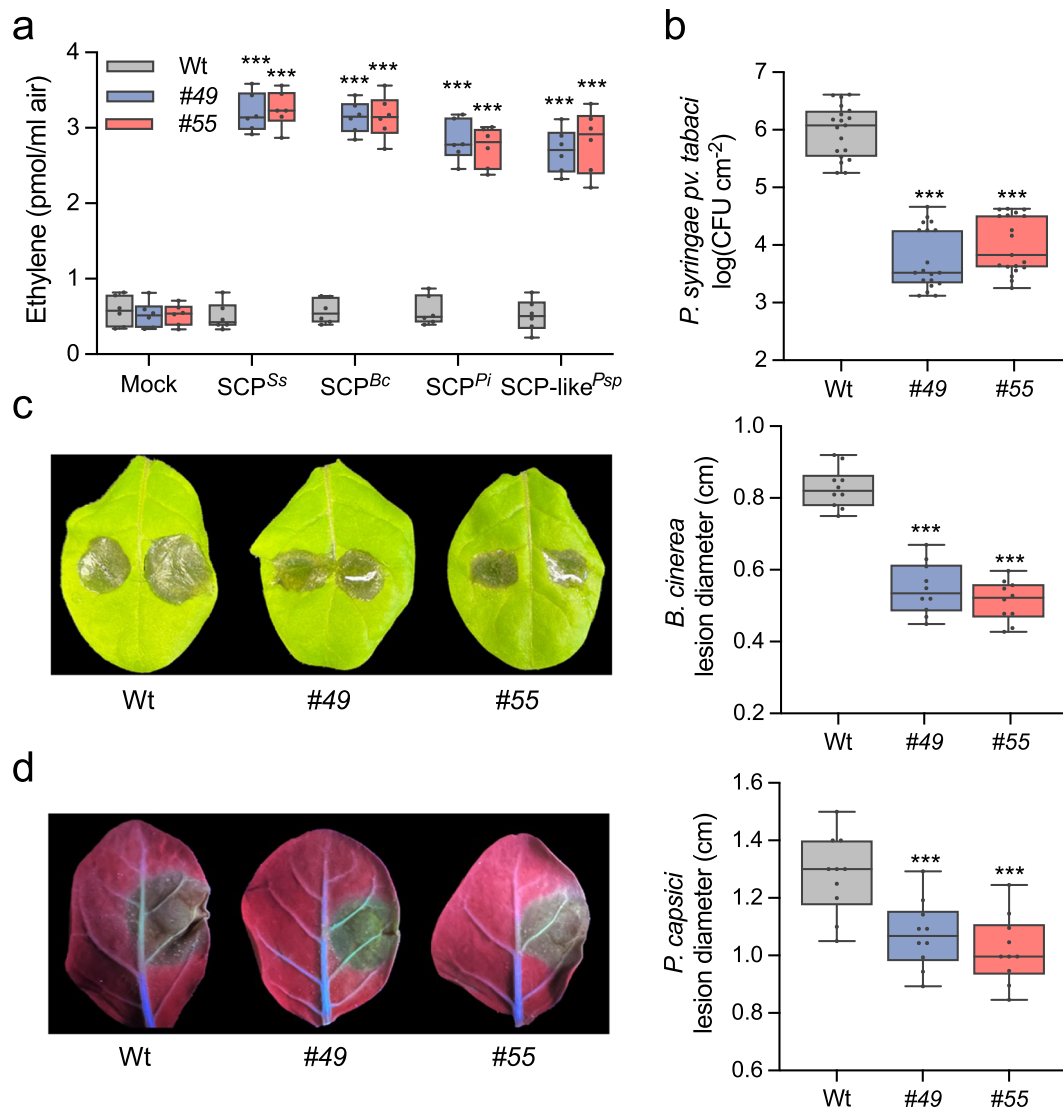 a
Ethylene (pmol/ml air)
4
3
2
1
0
Wt
#49
#55
*** ***
*** ***
*** ***
*** ***
Mock
SCP^Ss
SCP^Bc
SCP^Pi
SCP-like^Psp
b
P. syringae pv. tabaci
log(CFU cm-2)
7
6
5
4
3
2
*** ***
Wt
#49
#55
c
Wt
#49
#55
B. cinerea
lesion diameter (cm)
1.0
0.8
0.6
0.4
0.2
*** ***
Wt
#49
#55
d
Wt
#49
#55
P. capsici
lesion diameter (cm)
1.6
1.4
1.2
1.0
0.8
0.6
*** ***
Wt
#49
#55